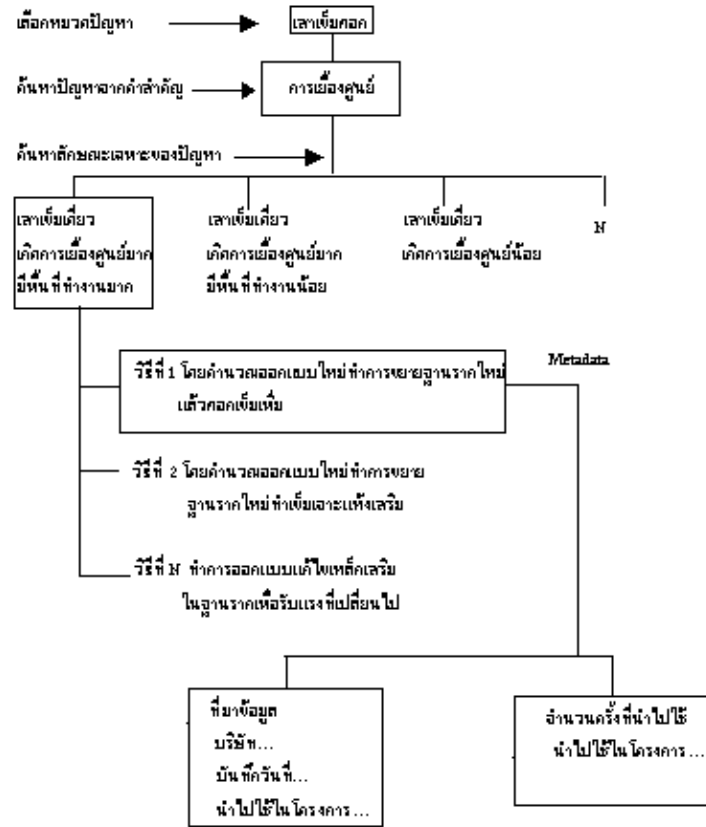 เลือกหมวดปัญหา
เสาเข็มตอก
ค้นหาปัญหาจากคำสำคัญ
การเยื้องศูนย์
ค้นหาลักษณะเฉพาะของปัญหา
เสาเข็มเดี่ยว
เกิดการเยื้องศูนย์มาก
มีพื้นที่ทำงานมาก
เสาเข็มเดี่ยว
เกิดการเยื้องศูนย์มาก
มีพื้นที่ทำงานน้อย
เสาเข็มเดี่ยว
เกิดการเยื้องศูนย์น้อย
N
วิธีที่ 1 โดยคำนวณออกแบบใหม่ทำการขยายฐานรากใหม่
แล้วตอกเข็มเพิ่ม
Metadata
วิธีที่ 2 โดยคำนวณออกแบบใหม่ทำการขยาย
ฐานรากใหม่ทำเข็มเจาะแห้งเสริม
วิธีที่ N ทำการออกแบบแก้ไขเหล็กเสริม
ในฐานรากเพื่อรับแรงที่เปลี่ยนไป
ที่มาข้อมูล
บริษัท...
บันทึกวันที่...
นำไปใช้ในโครงการ...
จำนวนครั้งที่นำไปใช้
นำไปใช้ในโครงการ...